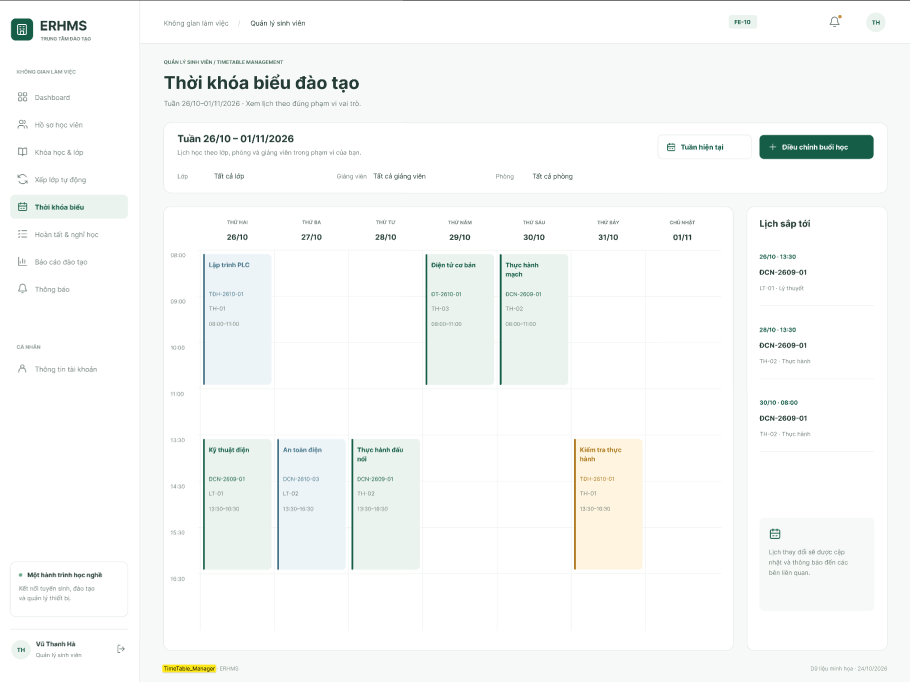 ERHMS
TRUNG TÂM ĐÀO TẠO
KHÔNG GIAN LÀM VIỆC
Dashboard
Hồ sơ học viên
Khóa học & lớp
Xếp lớp tự động
Thời khóa biểu
Hoàn tất & nghỉ học
Báo cáo đào tạo
Thông báo
CÁ NHÂN
Thông tin tài khoản
Một hành trình học nghề
Kết nối tuyển sinh, đào tạo
và quản lý thiết bị.
TH
Vũ Thanh Hà
Quản lý sinh viên
Không gian làm việc / Quản lý sinh viên
FE-10
TH
QUẢN LÝ SINH VIÊN / TIMETABLE MANAGEMENT
Thời khóa biểu đào tạo
Tuần 26/10–01/11/2026 · Xem lịch theo đúng phạm vi vai trò.
Tuần 26/10 – 01/11/2026
Lịch học theo lớp, phòng và giảng viên trong phạm vi của bạn.
Tuần hiện tại
+ Điều chỉnh buổi học
Lớp Tất cả lớp
Giảng viên Tất cả giảng viên
Phòng Tất cả phòng
THỨ HAI THỨ BA THỨ TƯ THỨ NĂM THỨ SÁU THỨ BẢY CHỦ NHẬT
26/10 27/10 28/10 29/10 30/10 31/10 01/11
08:00
09:00
10:00
11:00
13:30
14:30
15:30
16:30
Lập trình PLC
TĐH-2610-01
TH-01
08:00–11:00
Điện tử cơ bản
ĐT-2610-01
TH-03
08:00–11:00
Thực hành
mạch
ĐCN-2609-01
TH-02
08:00–11:00
Kỹ thuật điện
ĐCN-2609-01
LT-01
13:30–16:30
An toàn điện
ĐCN-2610-03
LT-02
13:30–16:30
Thực hành đấu
nối
ĐCN-2609-01
TH-02
13:30–16:30
Kiểm tra thực
hành
TĐH-2610-01
TH-01
13:30–16:30
Lịch sắp tới
26/10 · 13:30
ĐCN-2609-01
LT-01 · Lý thuyết
28/10 · 13:30
ĐCN-2609-01
TH-02 · Thực hành
30/10 · 08:00
ĐCN-2609-01
TH-02 · Thực hành
Lịch thay đổi sẽ được cập
nhật và thông báo đến các
bên liên quan.
TimeTable_Manager ERHMS
Dữ liệu minh họa · 24/10/2026